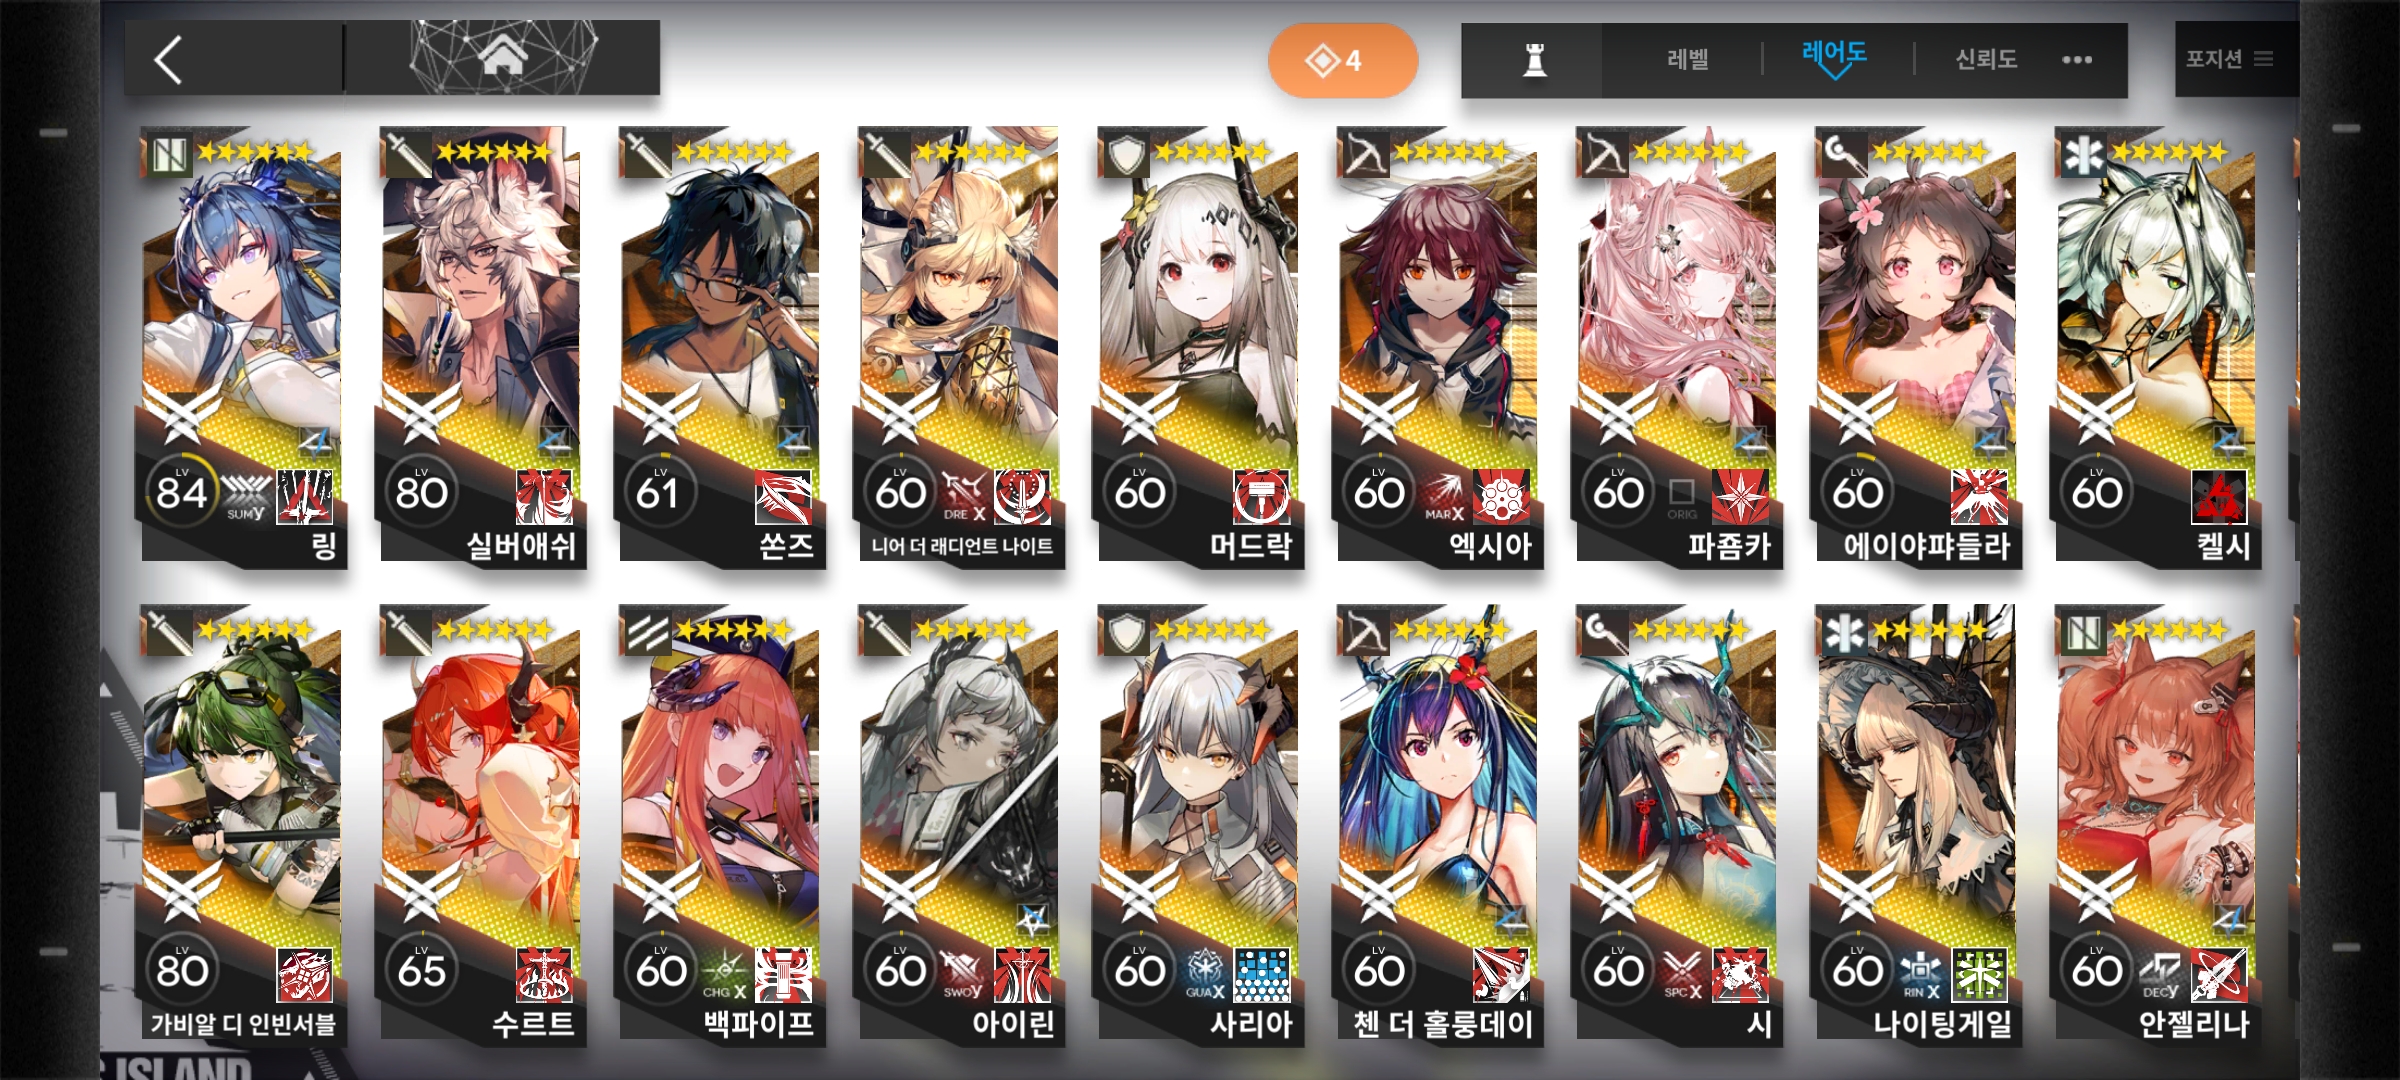 4
레벨
레어도
신뢰도
•••
포지션
LV
84
SUMY
링
LV
80
실버애쉬
LV
61
쏜즈
LV
60
DRE X
니어 더 래디언트 나이트
LV
60
머드락
LV
60
MAR X
엑시아
LV
60
ORIG
파죰카
LV
60
에이야퍄들라
LV
60
켈시
LV
80
가비알 디 인빈서블
LV
65
수르트
LV
60
CHG X
백파이프
LV
60
SWOY
아이린
LV
60
GUA X
사리아
LV
60
첸 더 홀룽데이
LV
60
SPC X
시
LV
60
RIN X
나이팅게일
LV
60
DECY
안젤리나
ISLAND